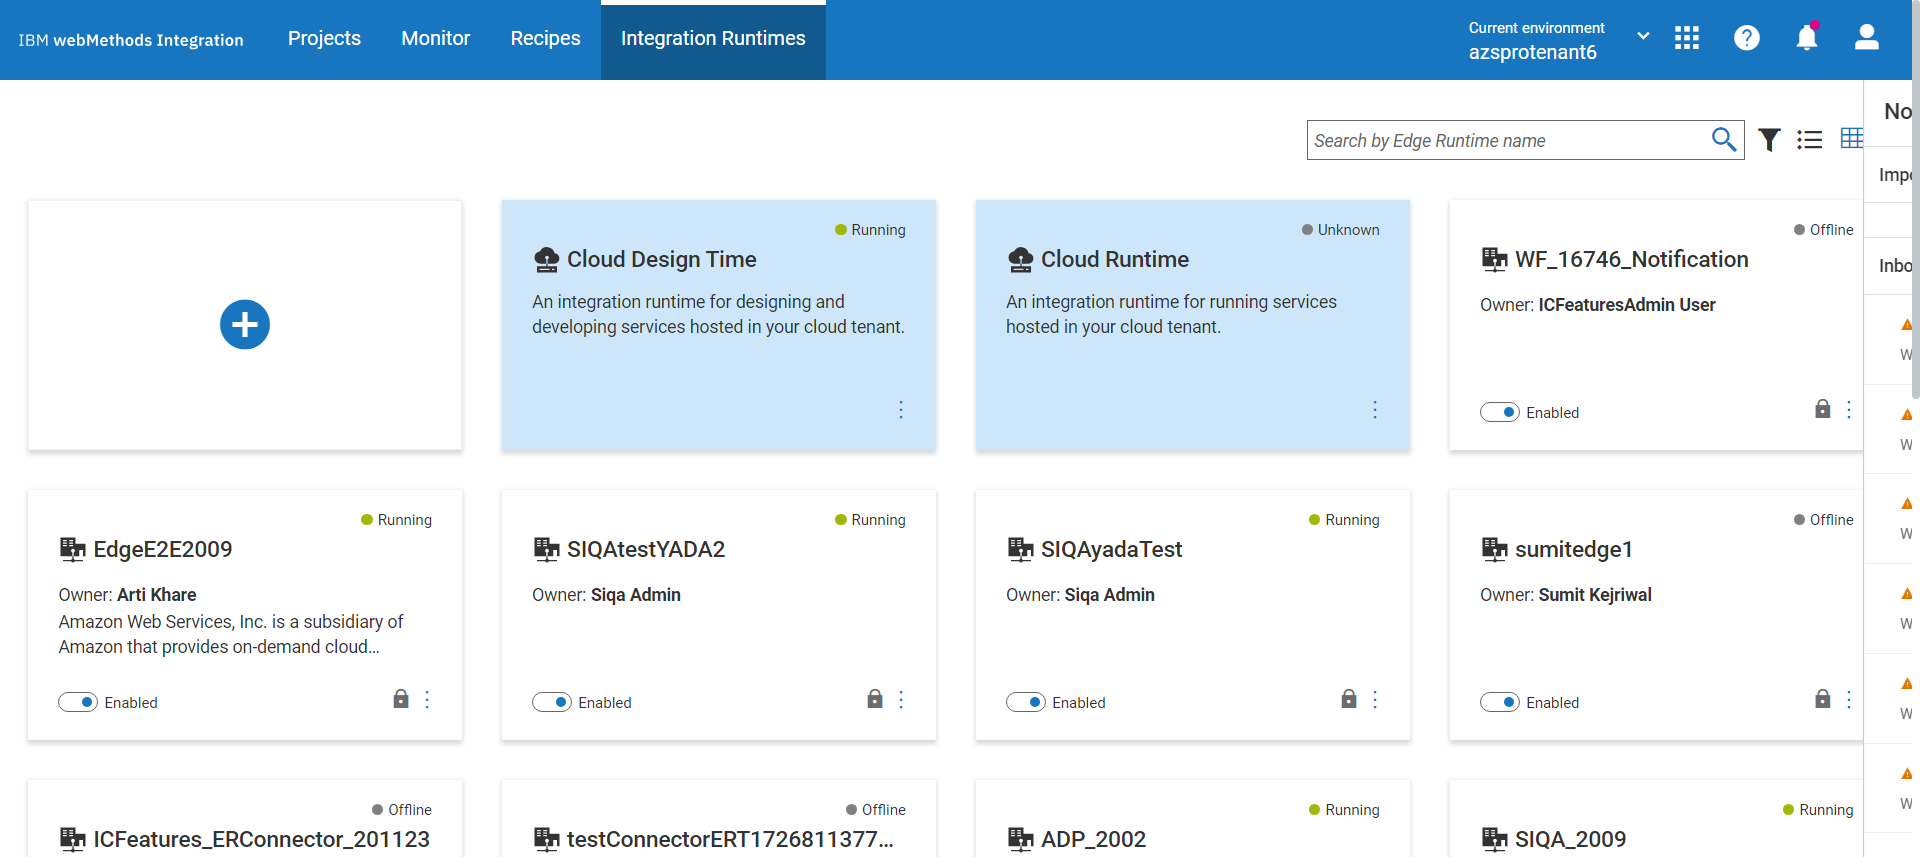 IBM webMethods Integration
Projects
Monitor
Recipes
Integration Runtimes
Current environment
azsprotenant6
Search by Edge Runtime name
No
Impo
Inbo
Running
Cloud Design Time
An integration runtime for designing and
developing services hosted in your cloud tenant.
Unknown
Cloud Runtime
An integration runtime for running services
hosted in your cloud tenant.
Offline
WF_16746_Notification
Owner: ICFeaturesAdmin User
Enabled
Running
EdgeE2E2009
Owner: Arti Khare
Amazon Web Services, Inc. is a subsidiary of
Amazon that provides on-demand cloud...
Enabled
Running
SIQAtestYADA2
Owner: Siqa Admin
Enabled
Running
SIQAyadaTest
Owner: Siqa Admin
Enabled
Offline
sumitedge1
Owner: Sumit Kejriwal
Enabled
Offline
ICFeatures_ERConnector_201123
Offline
testConnectorERT1726811377...
Running
ADP_2002
Running
SIQA_2009
W
W
W
W
W
W